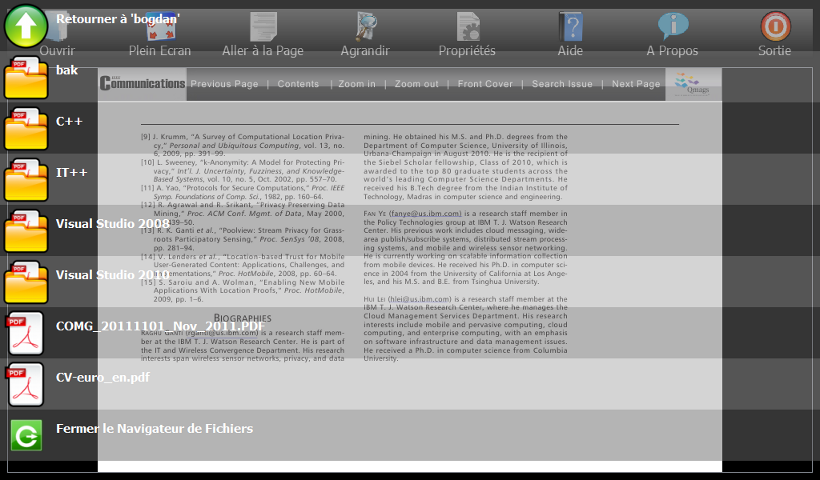 Retourner à 'bogdan'
Ouvrir
Plein Ecran
Aller à la Page
Agrandir
Propriétés
Aide
A Propos
Sortie
bak
C++
IT++
Visual Studio 2008
Visual Studio 2010
COMG_20111101_Nov_2011.PDF
CV-euro_en.pdf
Fermer le Navigateur de Fichiers
Communications
Previous Page | Contents | Zoom in | Zoom out | Front Cover | Search Issue | Next Page
Qmags
[9] J. Krumm, "A Survey of Computational Location Priva-
cy," Personal and Ubiquitous Computing, vol. 13, no.
6, 2009, pp. 391–99.
[10] L. Sweeney, "k-Anonymity: A Model for Protecting Pri-
vacy," Int'l. J. Uncertainty, Fuzziness, and Knowledge-
Based Systems, vol. 10, no. 5, Oct. 2002, pp. 557–70.
[11] A. Yao, "Protocols for Secure Computations," Proc. IEEE
Symp. Foundations of Comp. Sci., 1982, pp. 160–64.
[12] R. Agrawal and R. Srikant, "Privacy Preserving Data
Mining," Proc. ACM Conf. Mgmt. of Data, May 2000,
439–50.
[13] R. K. Ganti et al., "Poolview: Stream Privacy for Grass-
roots Participatory Sensing," Proc. SenSys '08, 2008,
pp. 281–94.
[14] V. Lenders et al., "Location-based Trust for Mobile
User-Generated Content: Applications, Challenges, and
Implementations," Proc. HotMobile, 2008, pp. 60–64.
[15] S. Saroiu and A. Wolman, "Enabling New Mobile
Applications With Location Proofs," Proc. HotMobile,
2009, pp. 1–6.
BIOGRAPHIES
RAGHU GANTI (rganti@us.ibm.com) is a research staff mem-
ber at the IBM T. J. Watson Research Center. He is part of
the IT and Wireless Convergence Department. His research
interests span wireless sensor networks, privacy, and data
mining. He obtained his M.S. and Ph.D. degrees from the
Department of Computer Science, University of Illinois,
Urbana-Champaign in August 2010. He is the recipient of
the Siebel Scholar fellowship, Class of 2010, which is
awarded to the top 80 graduate students across the
world's leading Computer Science Departments. He
received his B.Tech degree from the Indian Institute of
Technology, Madras in computer science and engineering.
FAN YE (fanye@us.ibm.com) is a research staff member in
the Policy Technologies group at IBM T. J. Watson Research
Center. His previous work includes cloud messaging, wide-
area publish/subscribe systems, distributed stream process-
ing systems, and mobile and wireless sensor networking.
He is currently working on scalable information collection
from mobile devices. He received his Ph.D. in computer sci-
ence in 2004 from the University of California at Los Ange-
les, and his M.S. and B.E. from Tsinghua University.
HUI LEI (hlei@us.ibm.com) is a research staff member at the
IBM T. J. Watson Research Center, where he manages the
Cloud Management Services Department. His research
interests include mobile and pervasive computing, cloud
computing, and enterprise computing, with an emphasis
on software infrastructure and data management issues.
He received a Ph.D. in computer science from Columbia
University.